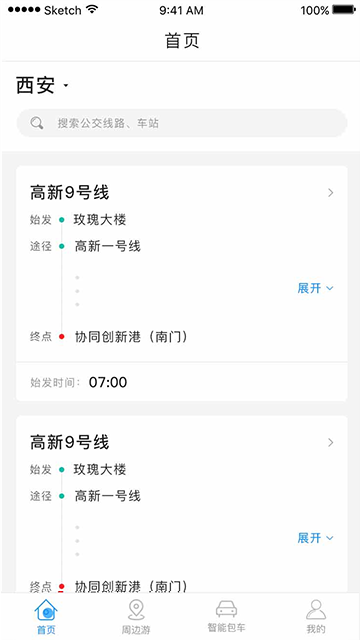 Sketch 9:41 AM 100%
首页
西安
搜索公交线路、车站
高新9号线
始发 玫瑰大楼
途径 高新一号线
展开
终点 协同创新港（南门）
始发时间： 07:00
高新9号线
始发 玫瑰大楼
途径 高新一号线
展开
终点 协同创新港（南门）
首页 周边游 智能包车 我的